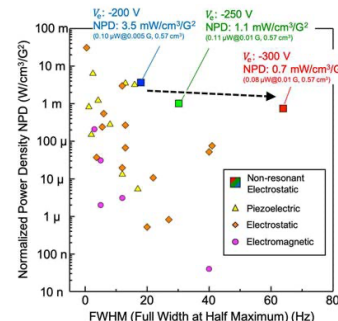 Vₑ: -200 V
NPD: 3.5 mW/cm³/G²
(0.10 μW@0.005 G, 0.57 cm³)
Vₑ: -250 V
NPD: 1.1 mW/cm³/G²
(0.11 μW@0.01 G, 0.57 cm³)
Vₑ: -300 V
NPD: 0.7 mW/cm³/G
(0.08 μW@0.01 G, 0.57 cm³)
Normalized Power Density NPD (W/cm³/G²)
100 m
10 m
1 m
100 μ
10 μ
1 μ
100 n
10 n
0
20
40
60
80
FWHM (Full Width at Half Maximum) (Hz)
Non-resonant
Electrostatic
Piezoelectric
Electrostatic
Electromagnetic